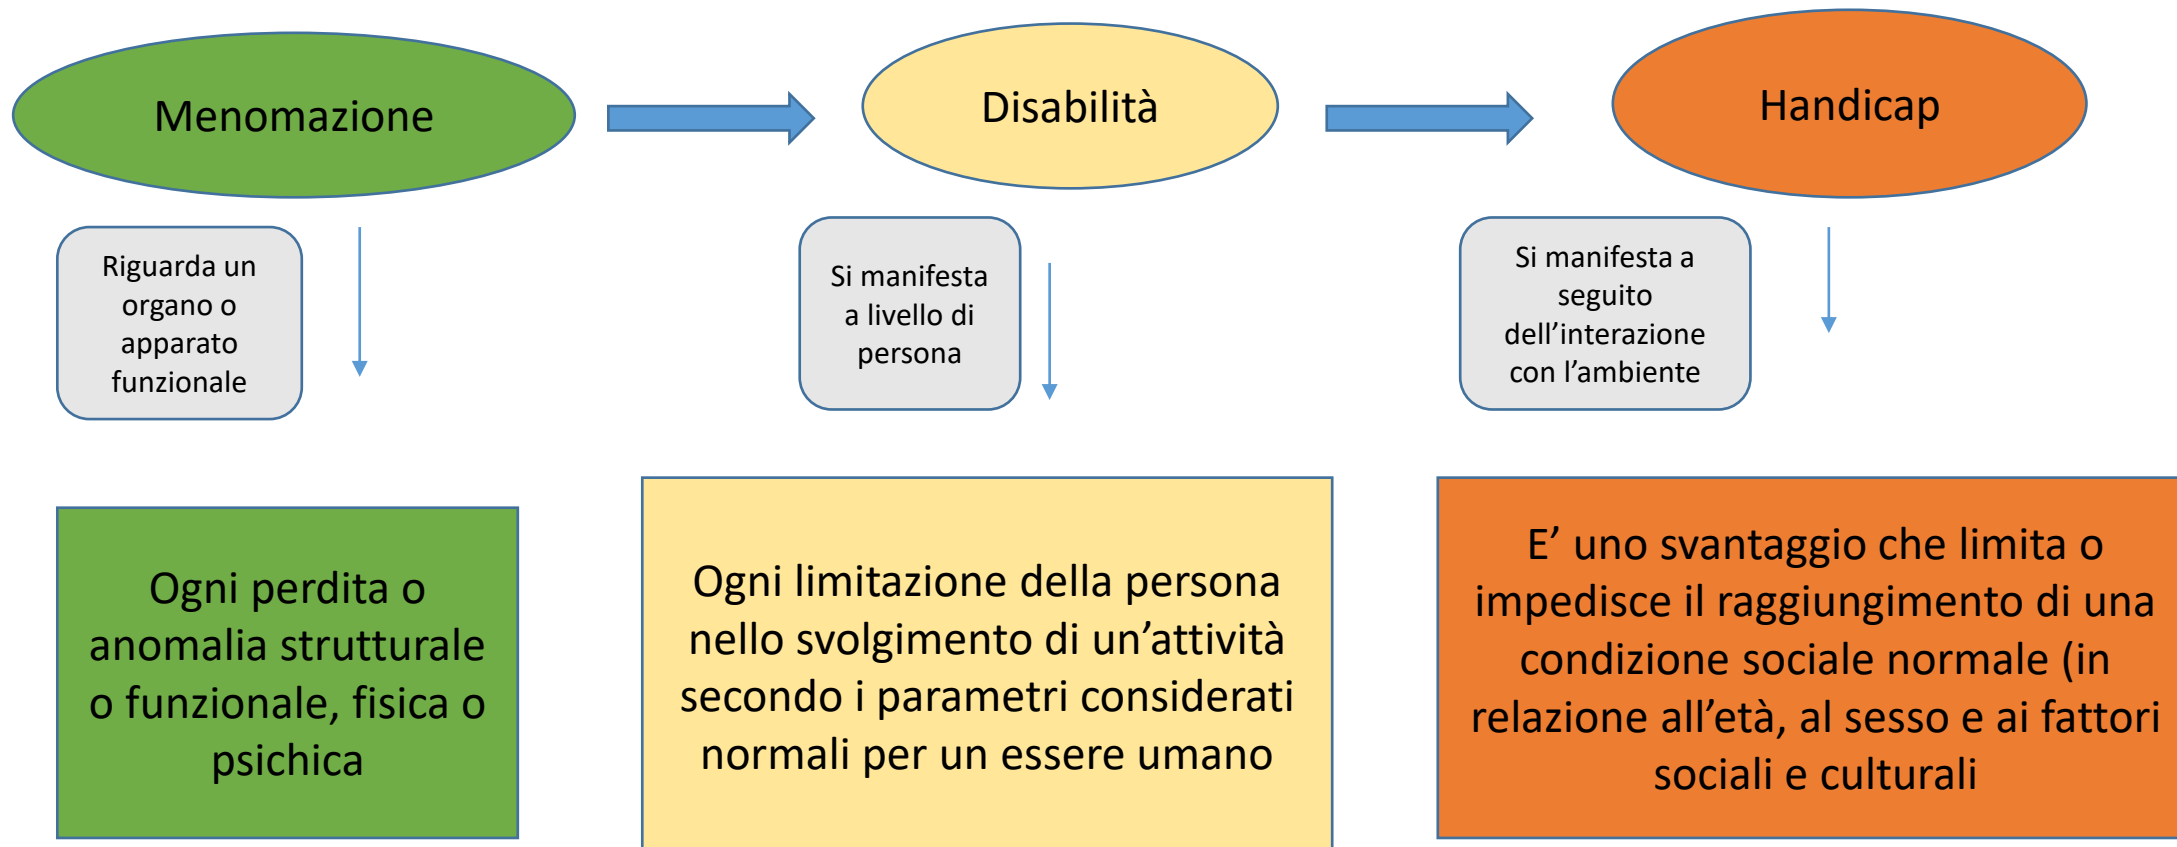 Menomazione
Disabilità
Handicap
Riguarda un
organo o
apparato
funzionale
Si manifesta
a livello di
persona
Si manifesta a
seguito
dell’interazione
con l’ambiente
Ogni perdita o
anomalia strutturale
o funzionale, fisica o
psichica
Ogni limitazione della persona
nello svolgimento di un’attività
secondo i parametri considerati
normali per un essere umano
E’ uno svantaggio che limita o
impedisce il raggiungimento di una
condizione sociale normale (in
relazione all’età, al sesso e ai fattori
sociali e culturali